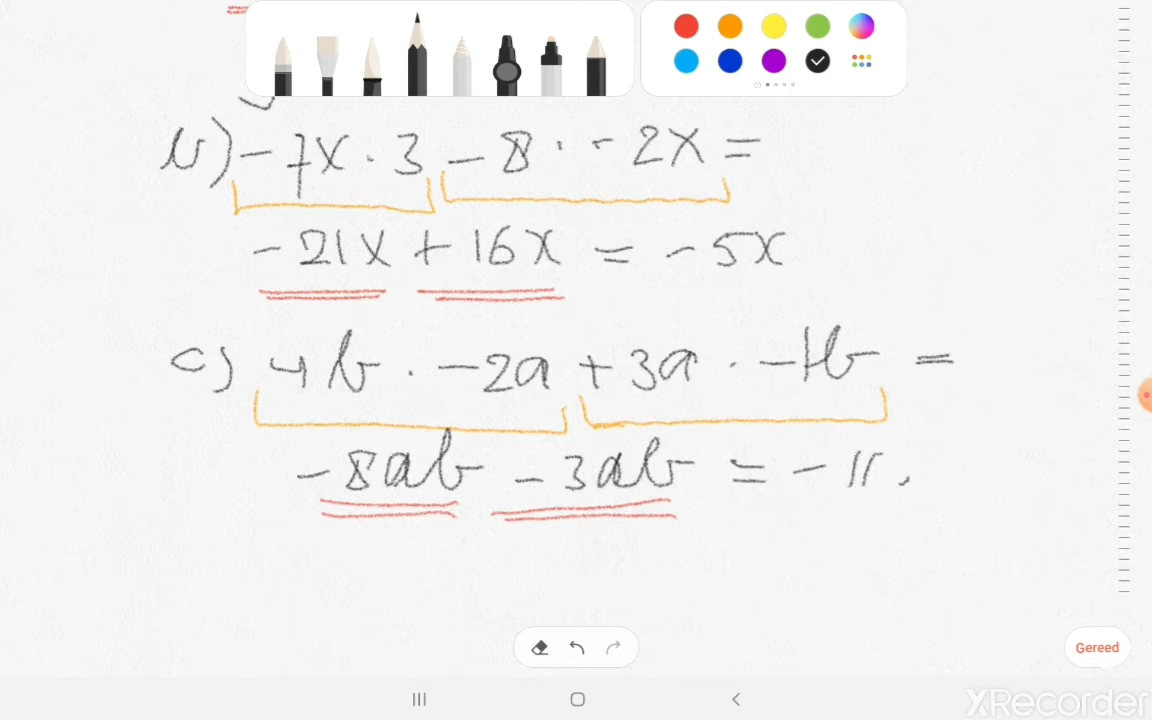 b) -7x · 3 - 8 · -2x =
-21x + 16x = -5x
c) 4b · -2a + 3a · -1b =
-8ab - 3ab = -11
Gereed
XRecorder